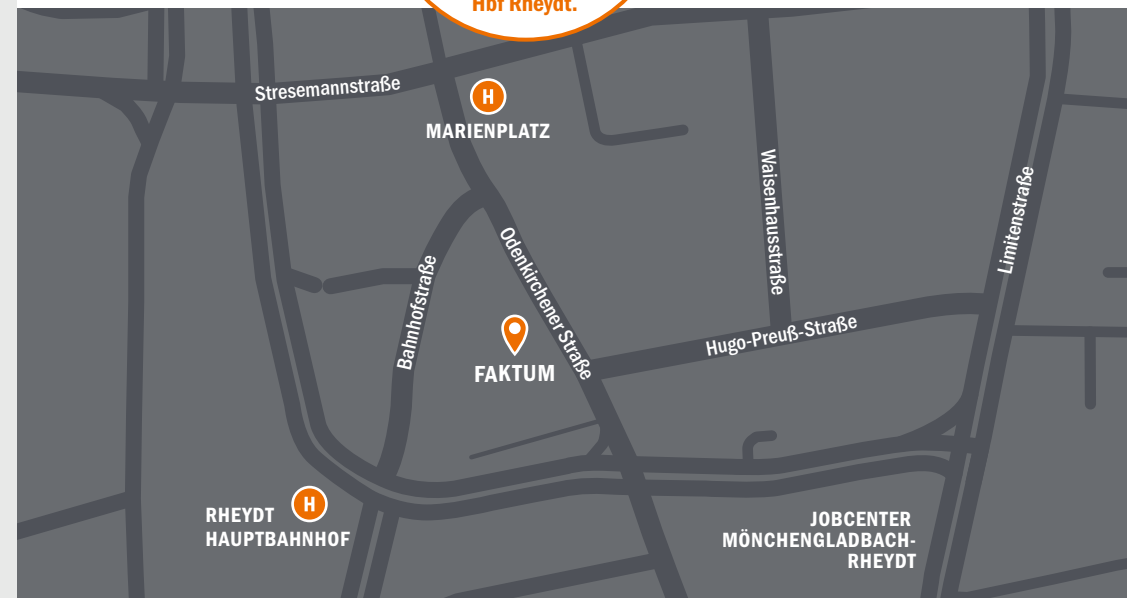 Hbf Rheydt.
Stresemannstraße
H
MARIENPLATZ
Waisenhausstraße
Limitenstraße
Odenkirchener Straße
Bahnhofstraße
Hugo-Preuß-Straße
FAKTUM
H
RHEYDT
HAUPTBAHNHOF
JOBCENTER
MÖNCHENGLADBACH-
RHEYDT